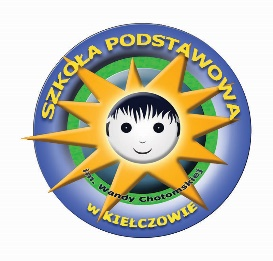 SZKOŁA PODSTAWOWA
im. Wandy Chotomskiej
W KIEŁCZOWIE